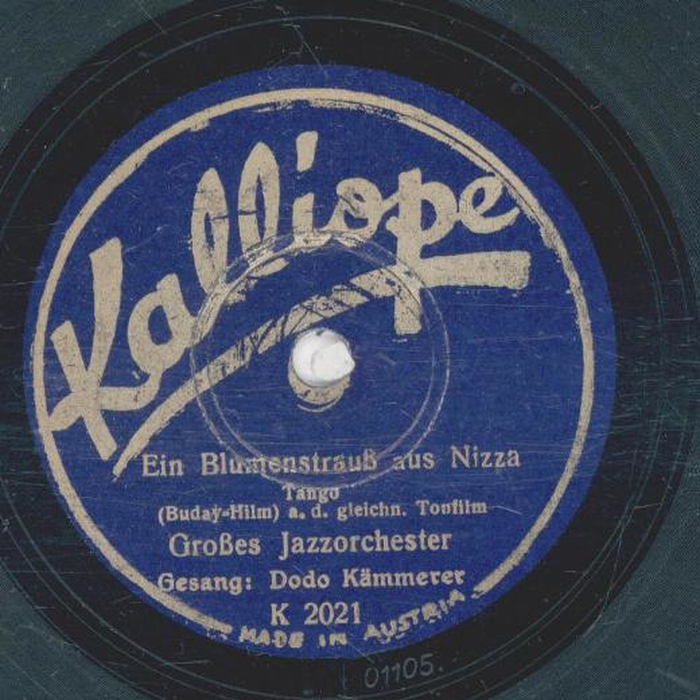 Kalliope
Ein Blumenstrauß aus Nizza
Tango
(Buday-Hilm) a. d. gleichn. Tonfilm
Großes Jazzorchester
Gesang: Dodo Kämmerer
K 2021
MADE IN AUSTRIA
01105.